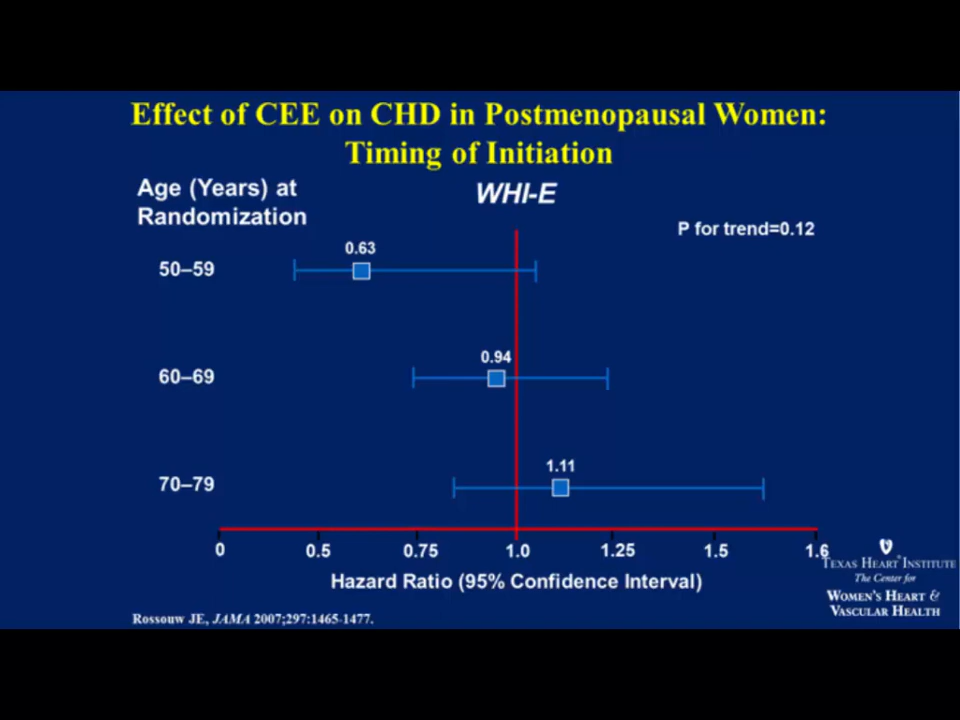 Effect of CEE on CHD in Postmenopausal Women:
Timing of Initiation
Age (Years) at
Randomization
WHI-E
P for trend=0.12
0.63
50–59
0.94
60–69
1.11
70–79
0 0.5 0.75 1.0 1.25 1.5 1.6
Hazard Ratio (95% Confidence Interval)
Texas Heart® Institute
The Center for
Women's Heart &
Vascular Health
Rossouw JE, JAMA 2007;297:1465-1477.